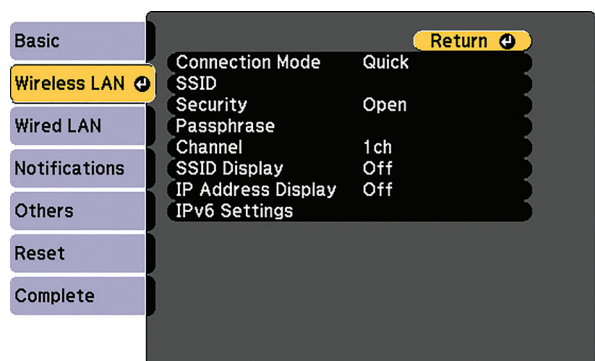 Basic
Wireless LAN
Wired LAN
Notifications
Others
Reset
Complete
Return
Connection Mode Quick
SSID
Security Open
Passphrase
Channel 1ch
SSID Display Off
IP Address Display Off
IPv6 Settings